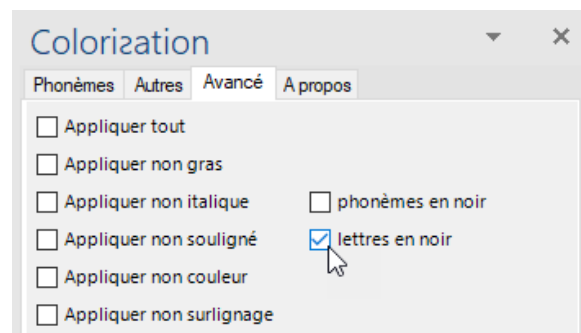 Colorisation
Phonèmes Autres Avancé A propos
Appliquer tout
Appliquer non gras
Appliquer non italique phonèmes en noir
Appliquer non souligné lettres en noir
Appliquer non couleur
Appliquer non surlignage